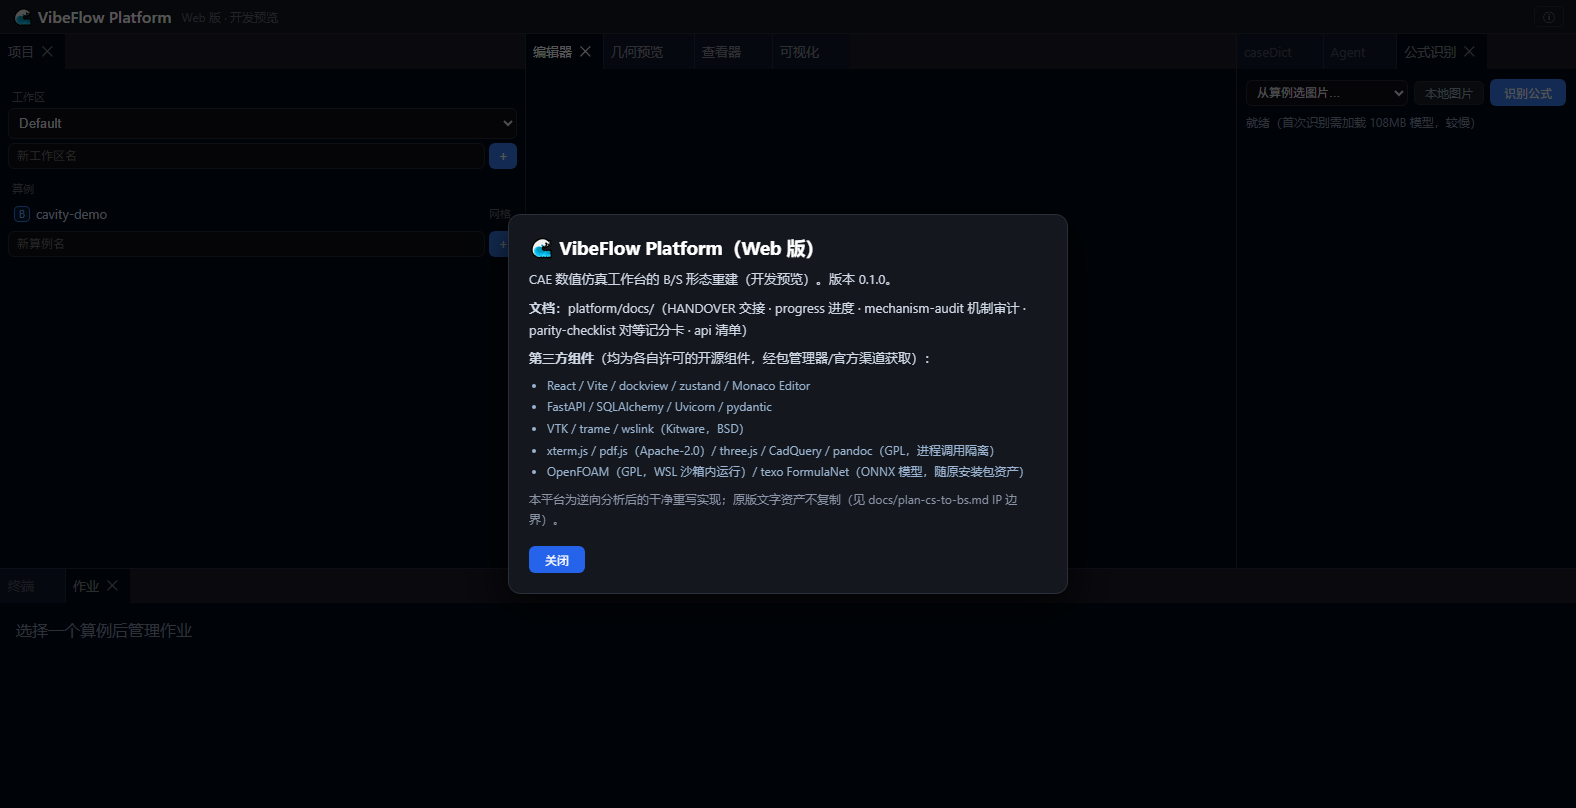 VibeFlow Platform Web 版 · 开发预览
项目
编辑器 几何预览 查看器 可视化
caseDict Agent 公式识别
工作区
Default
新工作区名 +
算例
B cavity-demo 网格
新算例名 +
从算例选图片... 本地图片 识别公式
就绪（首次识别需加载 108MB 模型，较慢）
VibeFlow Platform（Web 版）
CAE 数值仿真工作台的 B/S 形态重建（开发预览）。版本 0.1.0。
文档：platform/docs/（HANDOVER 交接 · progress 进度 · mechanism-audit 机制审计 ·
parity-checklist 对等记分卡 · api 清单）
第三方组件（均为各自许可的开源组件，经包管理器/官方渠道获取）：
• React / Vite / dockview / zustand / Monaco Editor
• FastAPI / SQLAlchemy / Uvicorn / pydantic
• VTK / trame / wslink（Kitware，BSD）
• xterm.js / pdf.js（Apache-2.0）/ three.js / CadQuery / pandoc（GPL，进程调用隔离）
• OpenFOAM（GPL，WSL 沙箱内运行）/ texo FormulaNet（ONNX 模型，随原安装包资产）
本平台为逆向分析后的干净重写实现；原版文字资产不复制（见 docs/plan-cs-to-bs.md IP 边
界）。
关闭
终端 作业
选择一个算例后管理作业